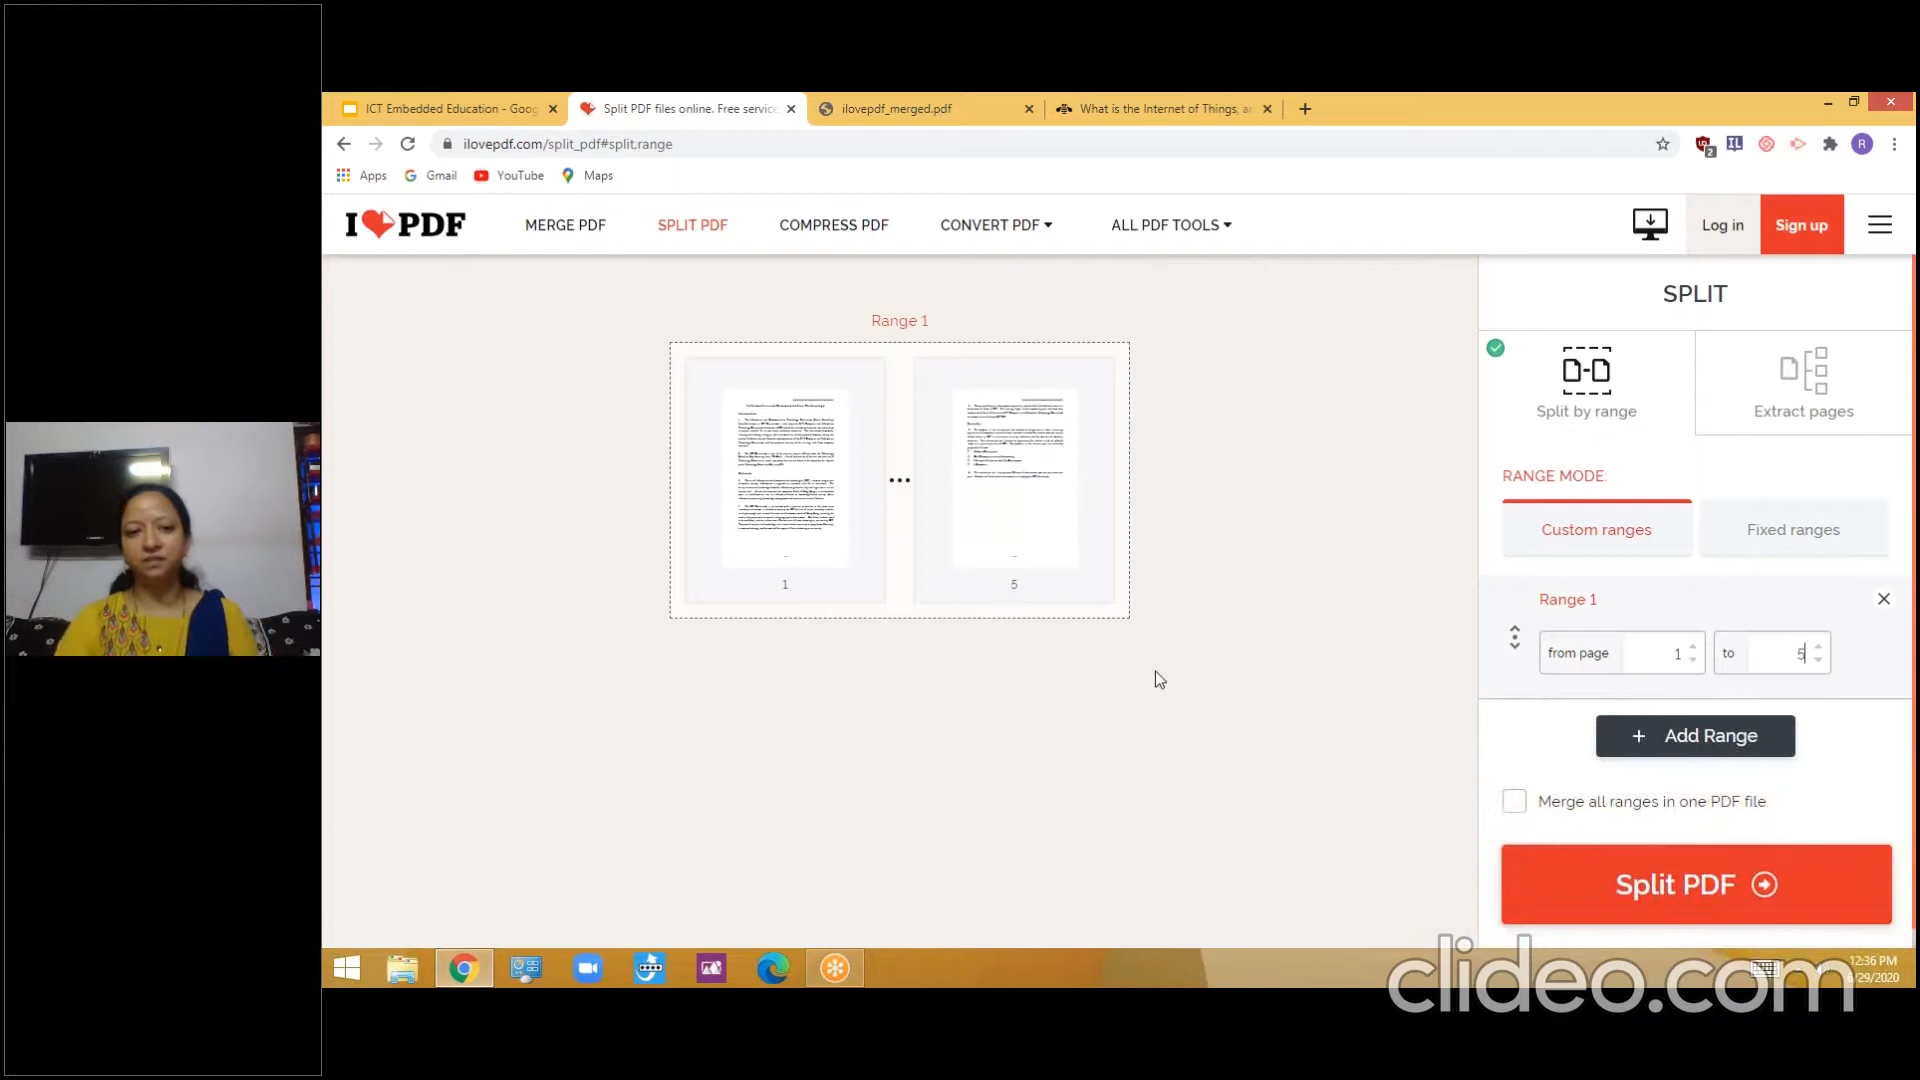 ICT Embedded Education - Goog
Split PDF files online. Free service
ilovepdf_merged.pdf
What is the Internet of Things, a
ilovepdf.com/split_pdf#split,range
2
IL
R
Apps
Gmail
YouTube
Maps
I PDF
MERGE PDF
SPLIT PDF
COMPRESS PDF
CONVERT PDF
ALL PDF TOOLS
Log in
Sign up
Range 1
1
5
SPLIT
Split by range
Extract pages
RANGE MODE:
Custom ranges
Fixed ranges
Range 1
from page 1
to 5
+ Add Range
Merge all ranges in one PDF file.
Split PDF
12:36 PM
/29/2020
clideo.com